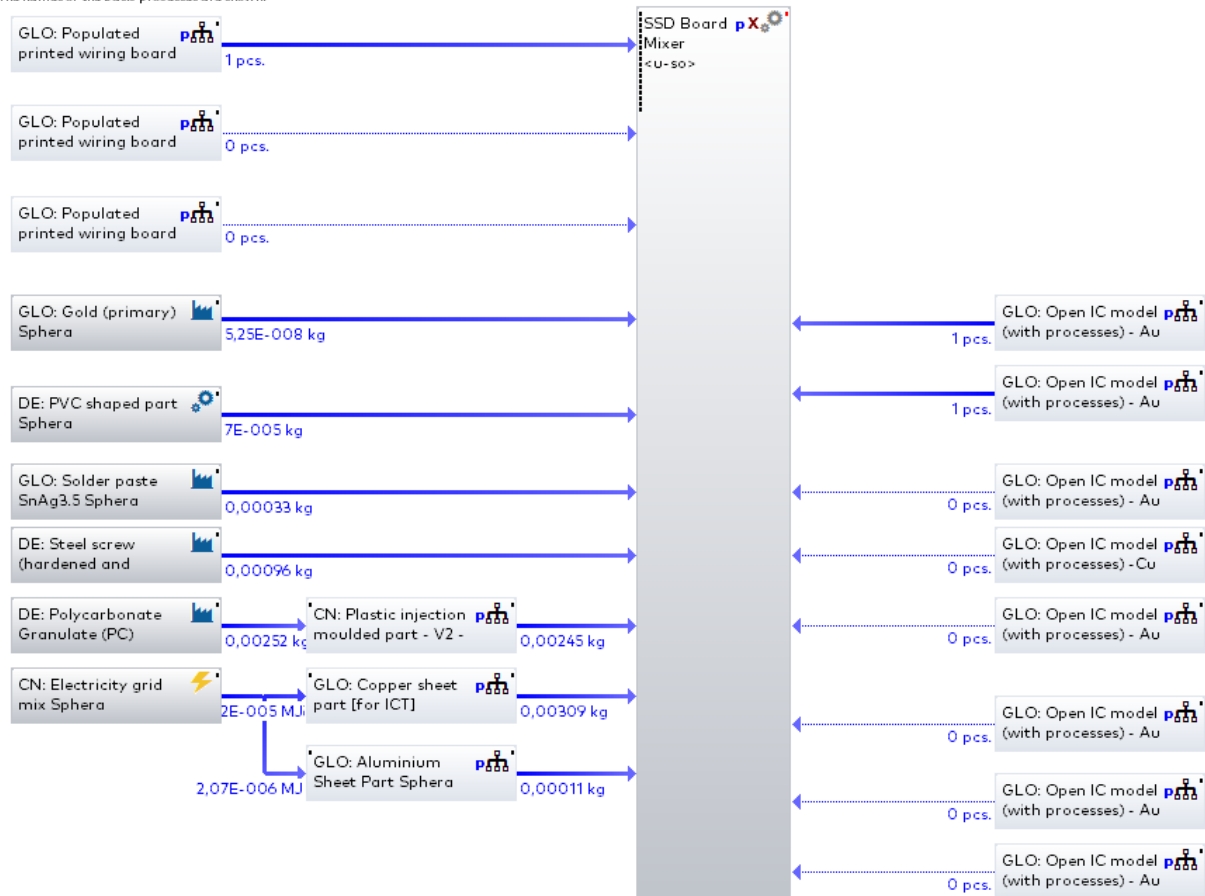 GLO: Populated p
printed wiring board
1 pcs.
GLO: Populated p
printed wiring board
0 pcs.
GLO: Populated p
printed wiring board
0 pcs.
GLO: Gold (primary)
Sphera
5,25E-008 kg
DE: PVC shaped part
Sphera
7E-005 kg
GLO: Solder paste
SnAg3.5 Sphera
0,00033 kg
DE: Steel screw
(hardened and
0,00096 kg
DE: Polycarbonate
Granulate (PC)
0,00252 kg
CN: Plastic injection p
moulded part - V2 -
0,00245 kg
CN: Electricity grid
mix Sphera
2E-005 MJ
GLO: Copper sheet p
part [for ICT]
0,00309 kg
2,07E-006 MJ
GLO: Aluminium p
Sheet Part Sphera
0,00011 kg
SSD Board p X
Mixer
<u-so>
GLO: Open IC model p
(with processes) - Au
1 pcs.
GLO: Open IC model p
(with processes) - Au
1 pcs.
GLO: Open IC model p
(with processes) - Au
0 pcs.
GLO: Open IC model p
(with processes) -Cu
0 pcs.
GLO: Open IC model p
(with processes) - Au
0 pcs.
GLO: Open IC model p
(with processes) - Au
0 pcs.
GLO: Open IC model p
(with processes) - Au
0 pcs.
GLO: Open IC model p
(with processes) - Au
0 pcs.